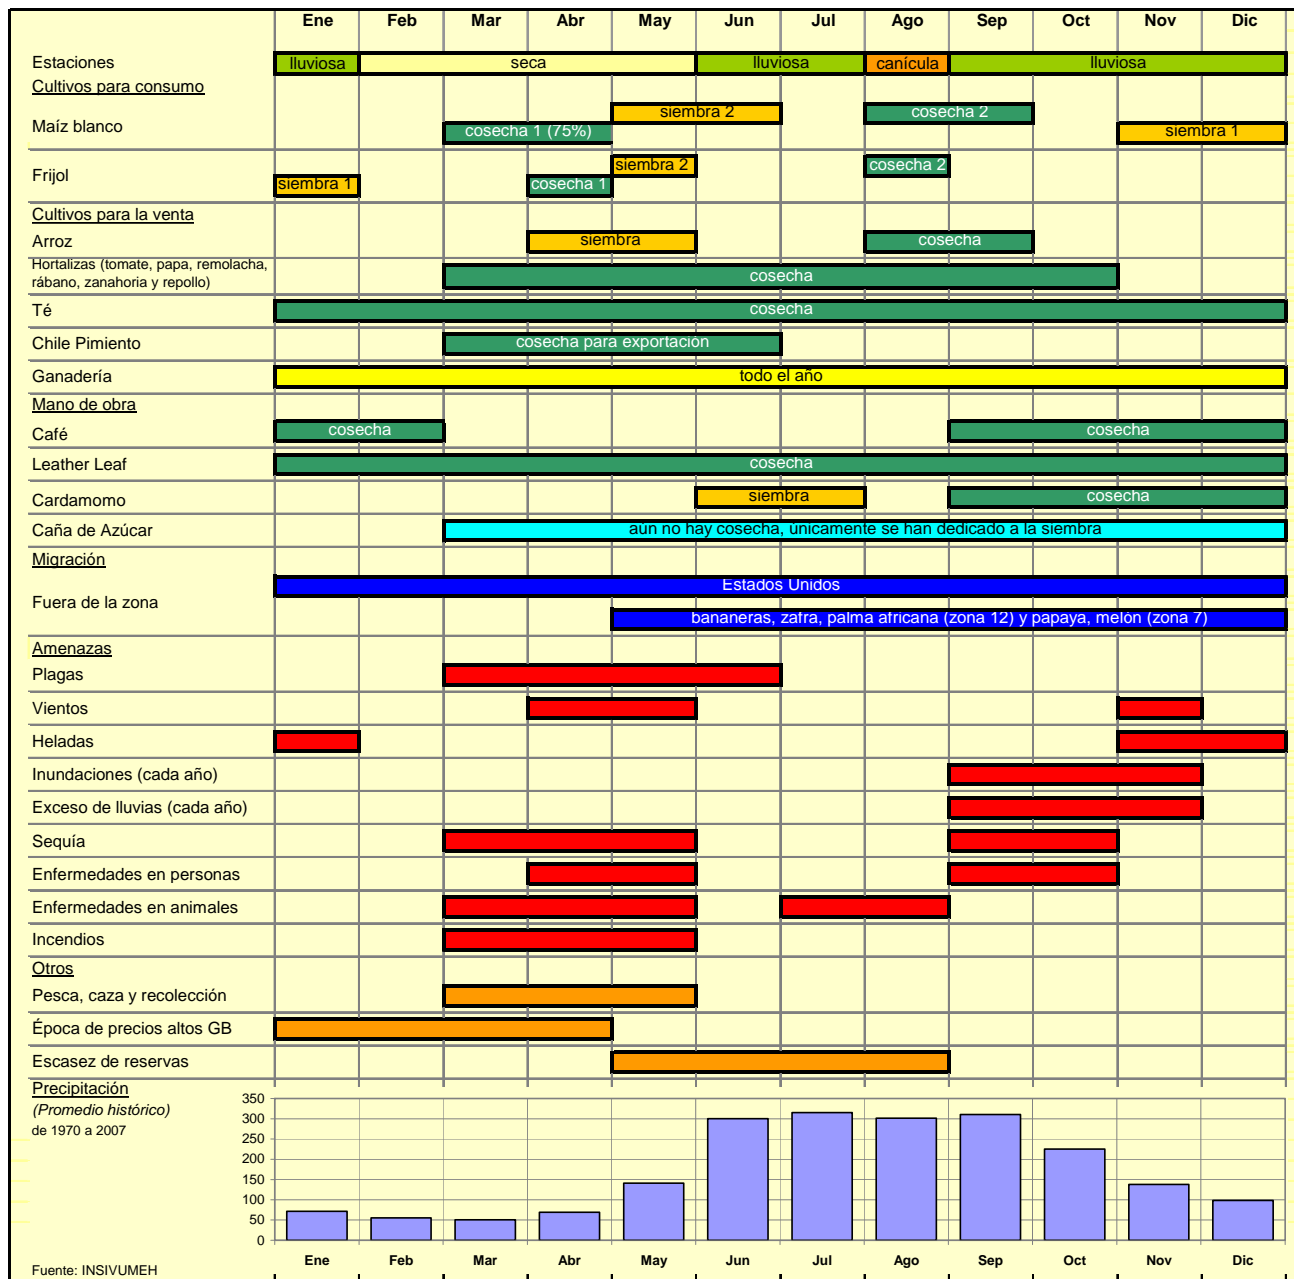 Ene Feb Mar Abr May Jun Jul Ago Sep Oct Nov Dic
Estaciones lluviosa seca lluviosa canícula lluviosa
Cultivos para consumo
siembra 2 cosecha 2
Maíz blanco
cosecha 1 (75%) siembra 1
siembra 2 cosecha 2
Frijol
siembra 1 cosecha 1
Cultivos para la venta
Arroz siembra cosecha
Hortalizas (tomate, papa, remolacha,
rábano, zanahoria y repollo) cosecha
Té cosecha
Chile Pimiento cosecha para exportación
Ganadería todo el año
Mano de obra
Café cosecha cosecha
Leather Leaf cosecha
Cardamomo siembra cosecha
Caña de Azúcar aún no hay cosecha, únicamente se han dedicado a la siembra
Migración
Estados Unidos
Fuera de la zona
bananeras, zafra, palma africana (zona 12) y papaya, melón (zona 7)
Amenazas
Plagas
Vientos
Heladas
Inundaciones (cada año)
Exceso de lluvias (cada año)
Sequía
Enfermedades en personas
Enfermedades en animales
Incendios
Otros
Pesca, caza y recolección
Época de precios altos GB
Escasez de reservas
Precipitación
(Promedio histórico)
de 1970 a 2007
350
300
250
200
150
100
50
0
Ene Feb Mar Abr May Jun Jul Ago Sep Oct Nov Dic
Fuente: INSIVUMEH